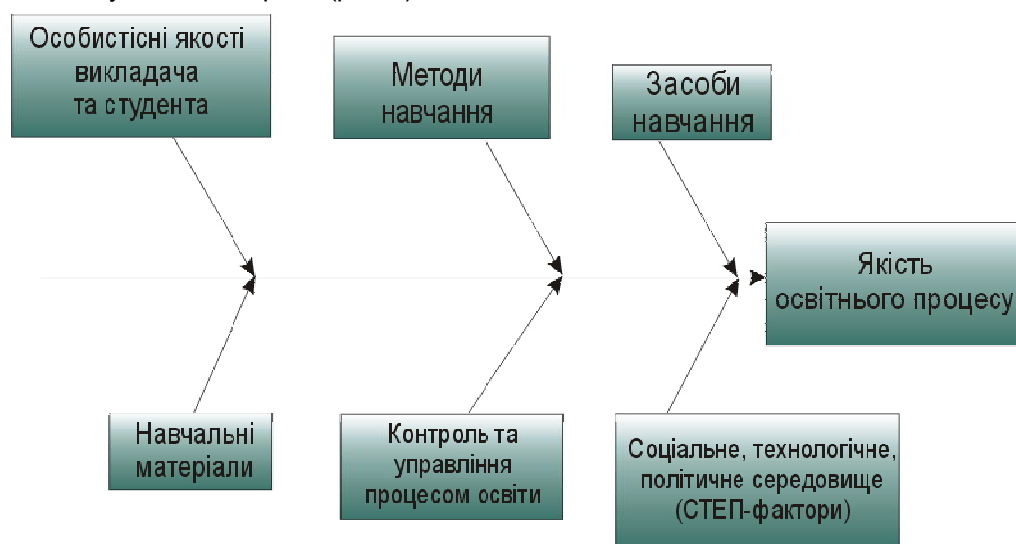 Особистісні якості
викладача
та студента
Методи
навчання
Засоби
навчання
Якість
освітнього процесу
Навчальні
матеріали
Контроль та
управління
процесом освіти
Соціальне, технологічне,
політичне середовище
(СТЕП-фактори)